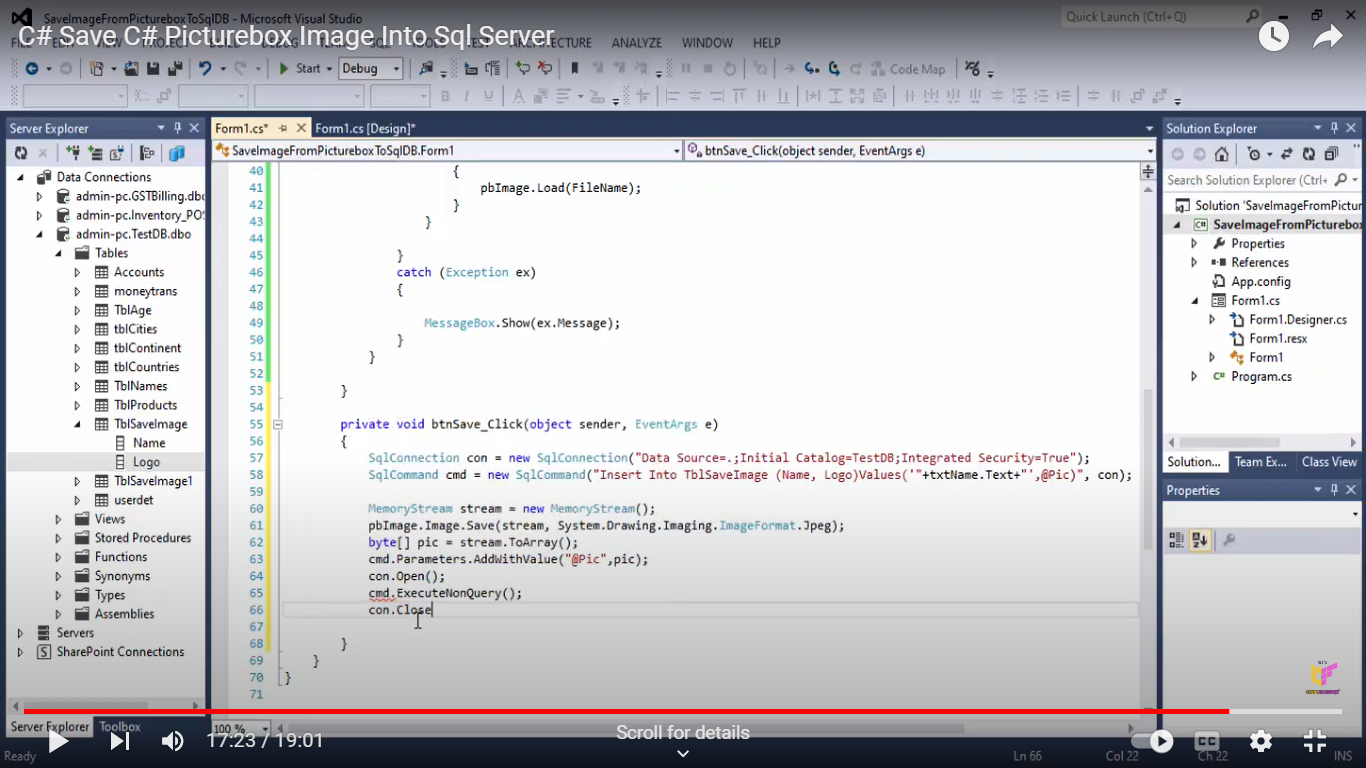 SaveImageFromPictureboxToSqlDB - Microsoft Visual Studio
Quick Launch (Ctrl+Q)
C# Save C# Picturebox Image Into Sql Server
ARCHITECTURE ANALYZE WINDOW HELP
Start Debug Code Map
Server Explorer
Data Connections
admin-pc.GSTBilling.dbo
admin-pc.Inventory_POS
admin-pc.TestDB.dbo
Tables
Accounts
moneytrans
TblAge
tblCities
tblContinent
tblCountries
TblNames
TblProducts
TblSaveImage
Name
Logo
TblSaveImage1
userdet
Views
Stored Procedures
Functions
Synonyms
Types
Assemblies
Servers
SharePoint Connections
Server Explorer Toolbox
Form1.cs* Form1.cs [Design]*
SaveImageFromPictureboxToSqlDB.Form1 btnSave_Click(object sender, EventArgs e)
40 {
41 pbImage.Load(FileName);
42 }
43 }
44
45 }
46 catch (Exception ex)
47 {
48
49 MessageBox.Show(ex.Message);
50 }
51 }
52
53 }
54
55 private void btnSave_Click(object sender, EventArgs e)
56 {
57 SqlConnection con = new SqlConnection("Data Source=.;Initial Catalog=TestDB;Integrated Security=True");
58 SqlCommand cmd = new SqlCommand("Insert Into TblSaveImage (Name, Logo)Values('"+txtName.Text+"',@Pic)", con);
59
60 MemoryStream stream = new MemoryStream();
61 pbImage.Image.Save(stream, System.Drawing.Imaging.ImageFormat.Jpeg);
62 byte[] pic = stream.ToArray();
63 cmd.Parameters.AddWithValue("@Pic",pic);
64 con.Open();
65 cmd.ExecuteNonQuery();
66 con.Close
67
68 }
69 }
70 }
71
100 %
Solution Explorer
Search Solution Explorer (Ctrl+
Solution 'SaveImageFromPictur
SaveImageFromPicturebox
Properties
References
App.config
Form1.cs
Form1.Designer.cs
Form1.resx
Form1
Program.cs
Solution... Team Ex... Class View
Properties
17:23 / 19:01
Scroll for details
CC
Ready Ln 66 Col 22 Ch 22 INS